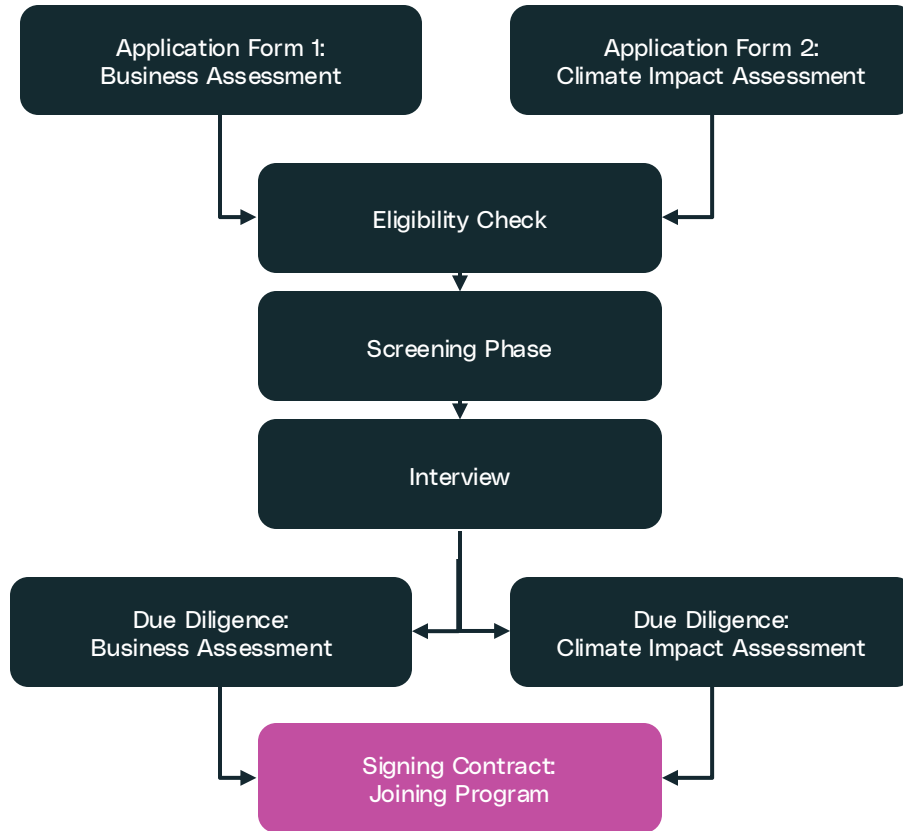 Application Form 1:
Business Assessment
Application Form 2:
Climate Impact Assessment
Eligibility Check
Screening Phase
Interview
Due Diligence:
Business Assessment
Due Diligence:
Climate Impact Assessment
Signing Contract:
Joining Program